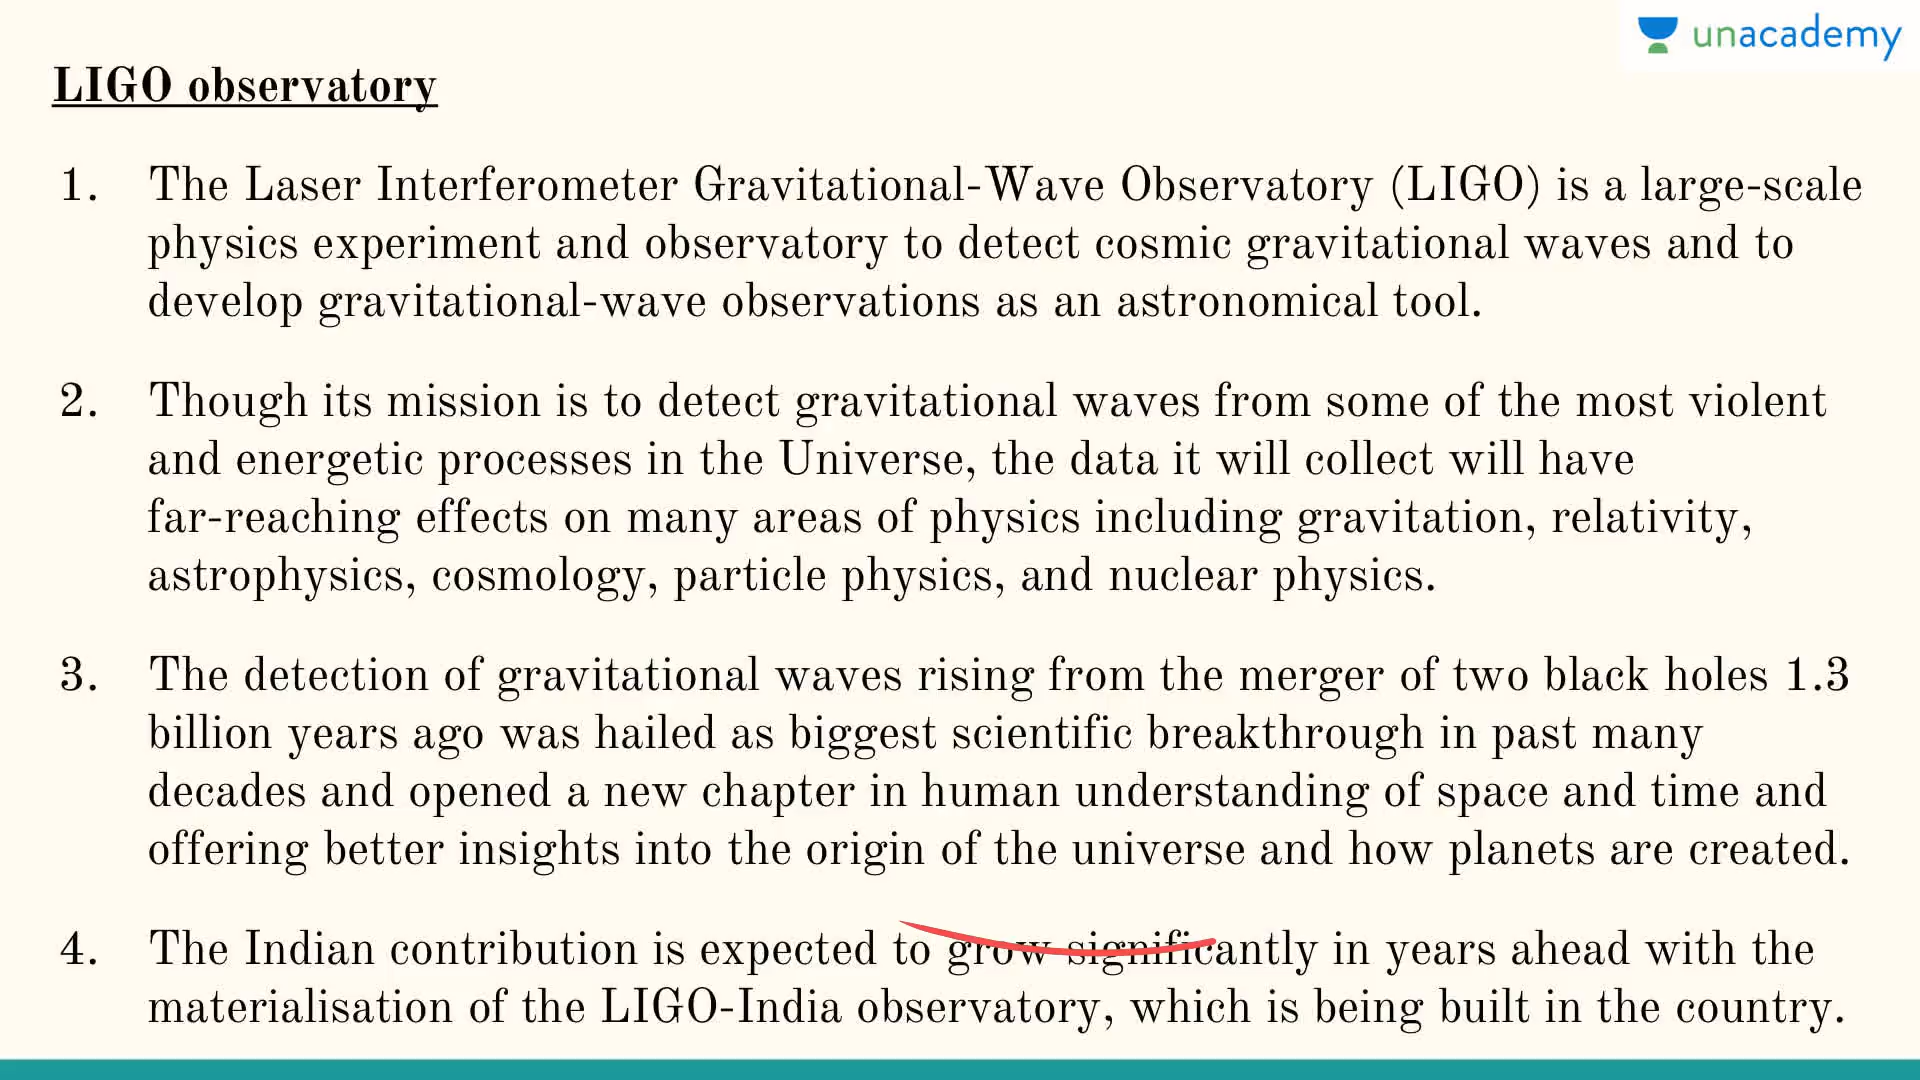 unacademy
LIGO observatory
1. The Laser Interferometer Gravitational-Wave Observatory (LIGO) is a large-scale
physics experiment and observatory to detect cosmic gravitational waves and to
develop gravitational-wave observations as an astronomical tool.
2. Though its mission is to detect gravitational waves from some of the most violent
and energetic processes in the Universe, the data it will collect will have
far-reaching effects on many areas of physics including gravitation, relativity,
astrophysics, cosmology, particle physics, and nuclear physics.
3. The detection of gravitational waves rising from the merger of two black holes 1.3
billion years ago was hailed as biggest scientific breakthrough in past many
decades and opened a new chapter in human understanding of space and time and
offering better insights into the origin of the universe and how planets are created.
4. The Indian contribution is expected to grow significantly in years ahead with the
materialisation of the LIGO-India observatory, which is being built in the country.